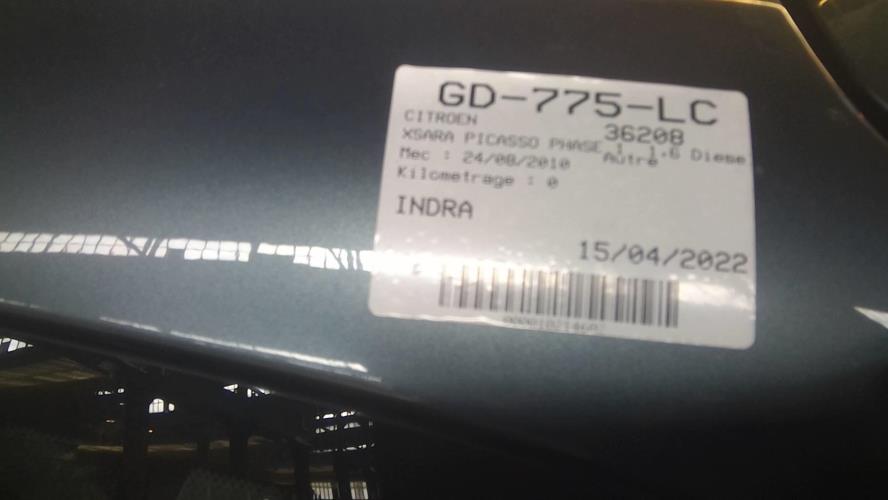 GD-775-LC
CITROEN 36208
XSARA PICASSO PHASE 1 1.6 Diese
Mec : 24/08/2010 Autre
Kilometrage : 0
INDRA
15/04/2022